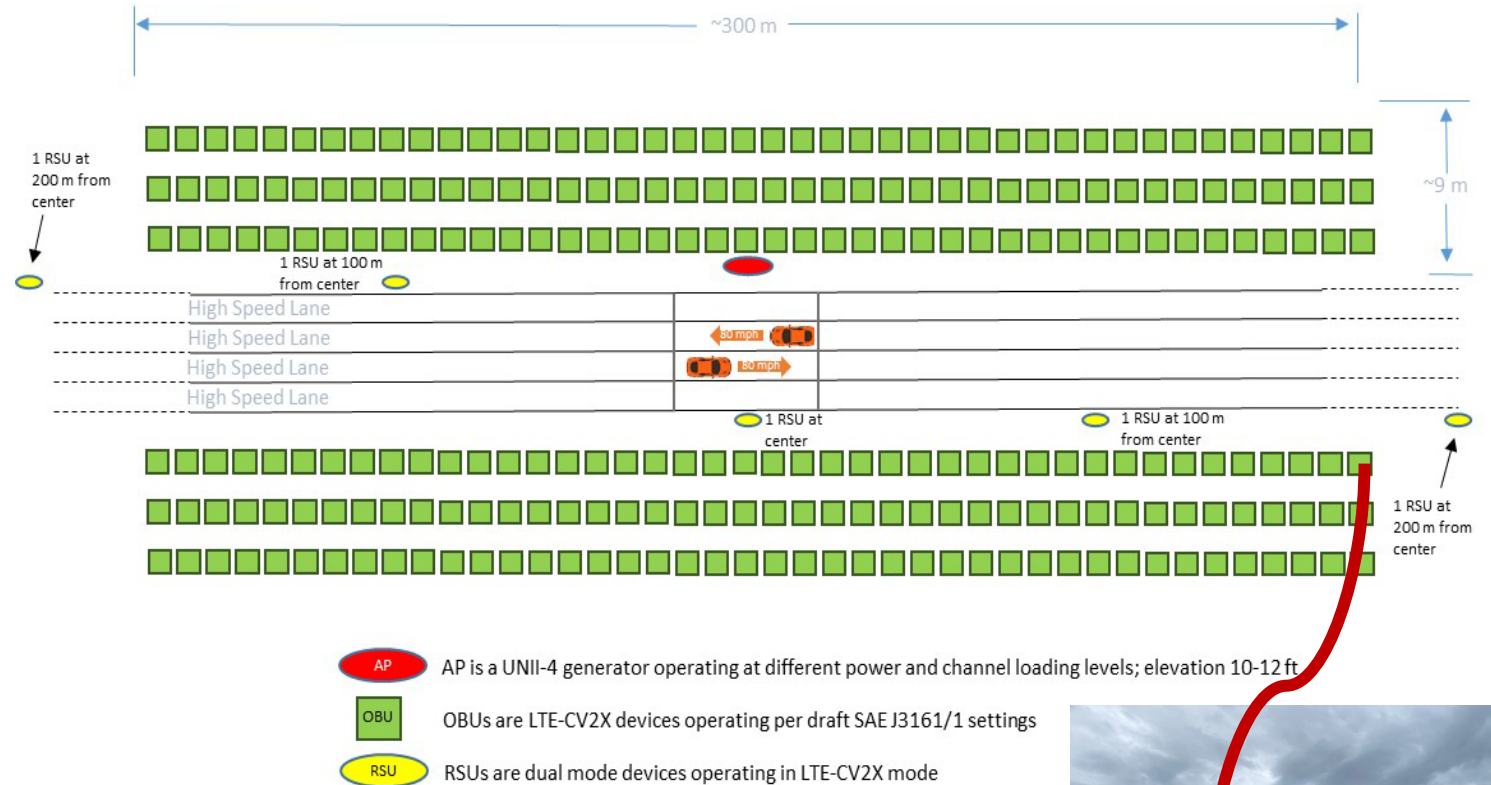 ~300 m
1 RSU at
200 m from
center
~9 m
1 RSU at 100 m
from center
High Speed Lane
High Speed Lane
80 mph
High Speed Lane
80 mph
High Speed Lane
1 RSU at
center
1 RSU at 100 m
from center
1 RSU at
200 m from
center
AP
AP is a UNII-4 generator operating at different power and channel loading levels; elevation 10-12 ft
OBU
OBUs are LTE-CV2X devices operating per draft SAE J3161/1 settings
RSU
RSUs are dual mode devices operating in LTE-CV2X mode